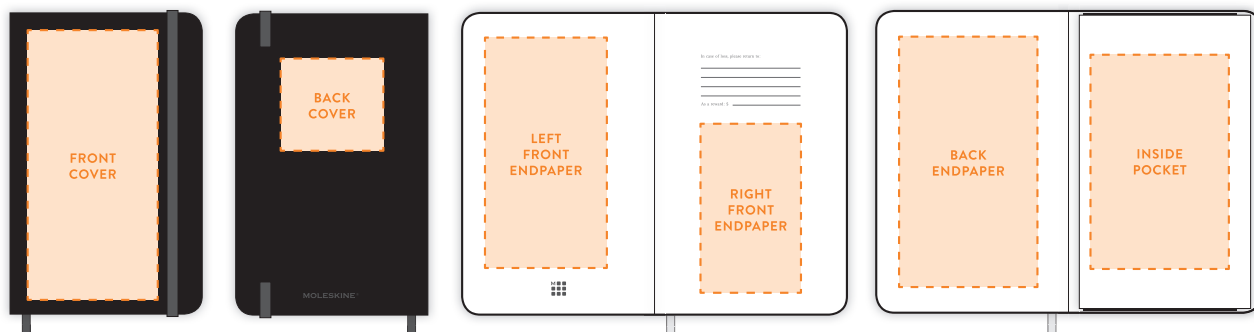 FRONT
COVER
BACK
COVER
MOLESKINE
LEFT
FRONT
ENDPAPER
In case of loss, please return to:
As a reward: $
RIGHT
FRONT
ENDPAPER
BACK
ENDPAPER
INSIDE
POCKET